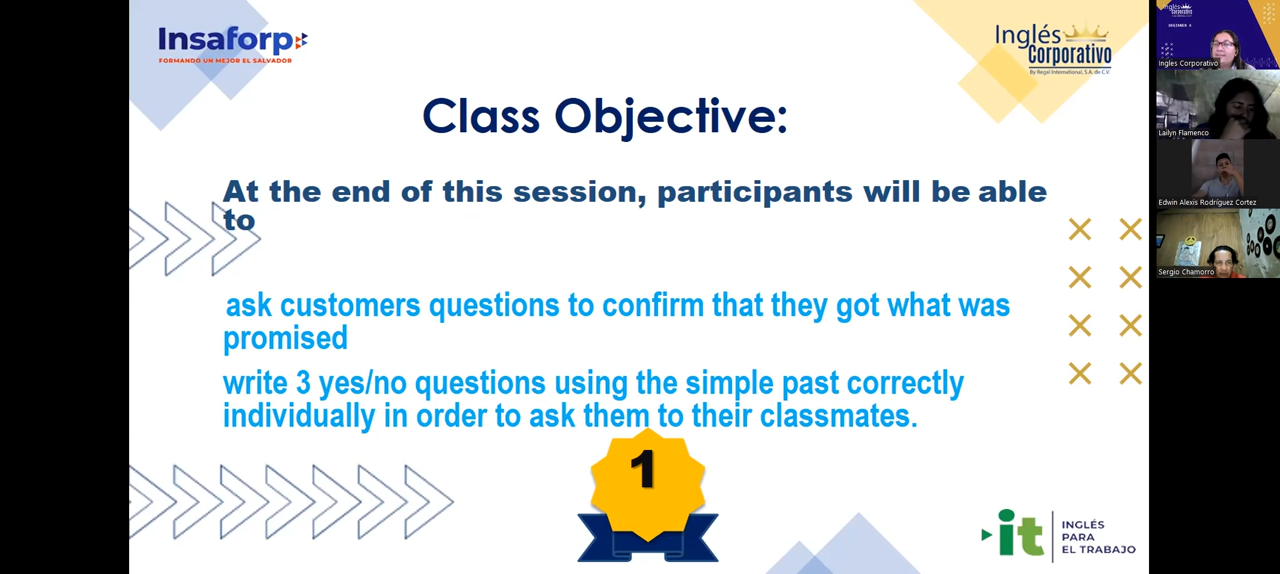 Insaforp
FORMANDO UN MEJOR EL SALVADOR
Inglés
Corporativo
By Regal International, S.A. de C.V.
Class Objective:
At the end of this session, participants will be able
to
ask customers questions to confirm that they got what was
promised
write 3 yes/no questions using the simple past correctly
individually in order to ask them to their classmates.
1
it
INGLÉS
PARA
EL TRABAJO
Ingles Corporativo
Lailyn Flamenco
Edwin Alexis Rodríguez Cortez
Sergio Chamorro